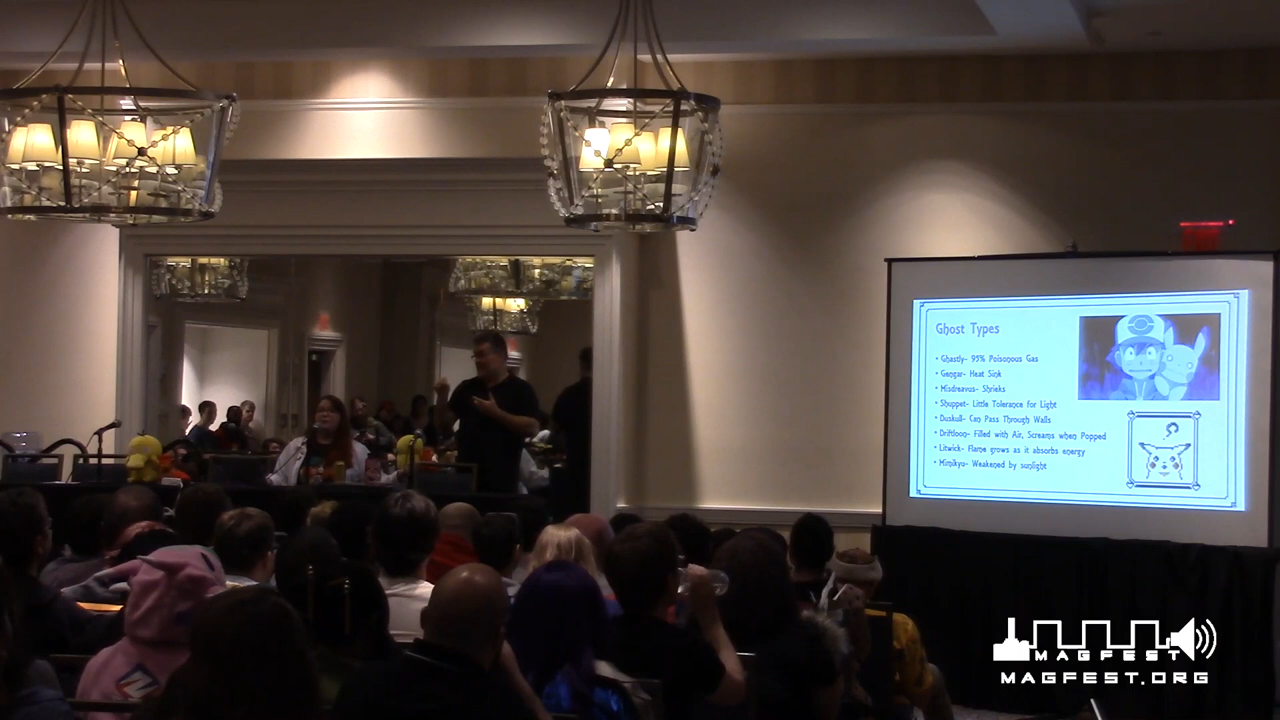 Ghost Types
• Ghastly- 95% Poisonous Gas
• Gengar- Heat Sink
• Misdreavus- Shrieks
• Shuppet- Little Tolerance for Light
• Duskull- Can Pass Through Walls
• Driftloon- Filled with Air, Screams when Popped
• Litwick- Flame grows as it absorbs energy
• Mimikyu- Weakened by sunlight
MAGFEST
MAGFEST.ORG